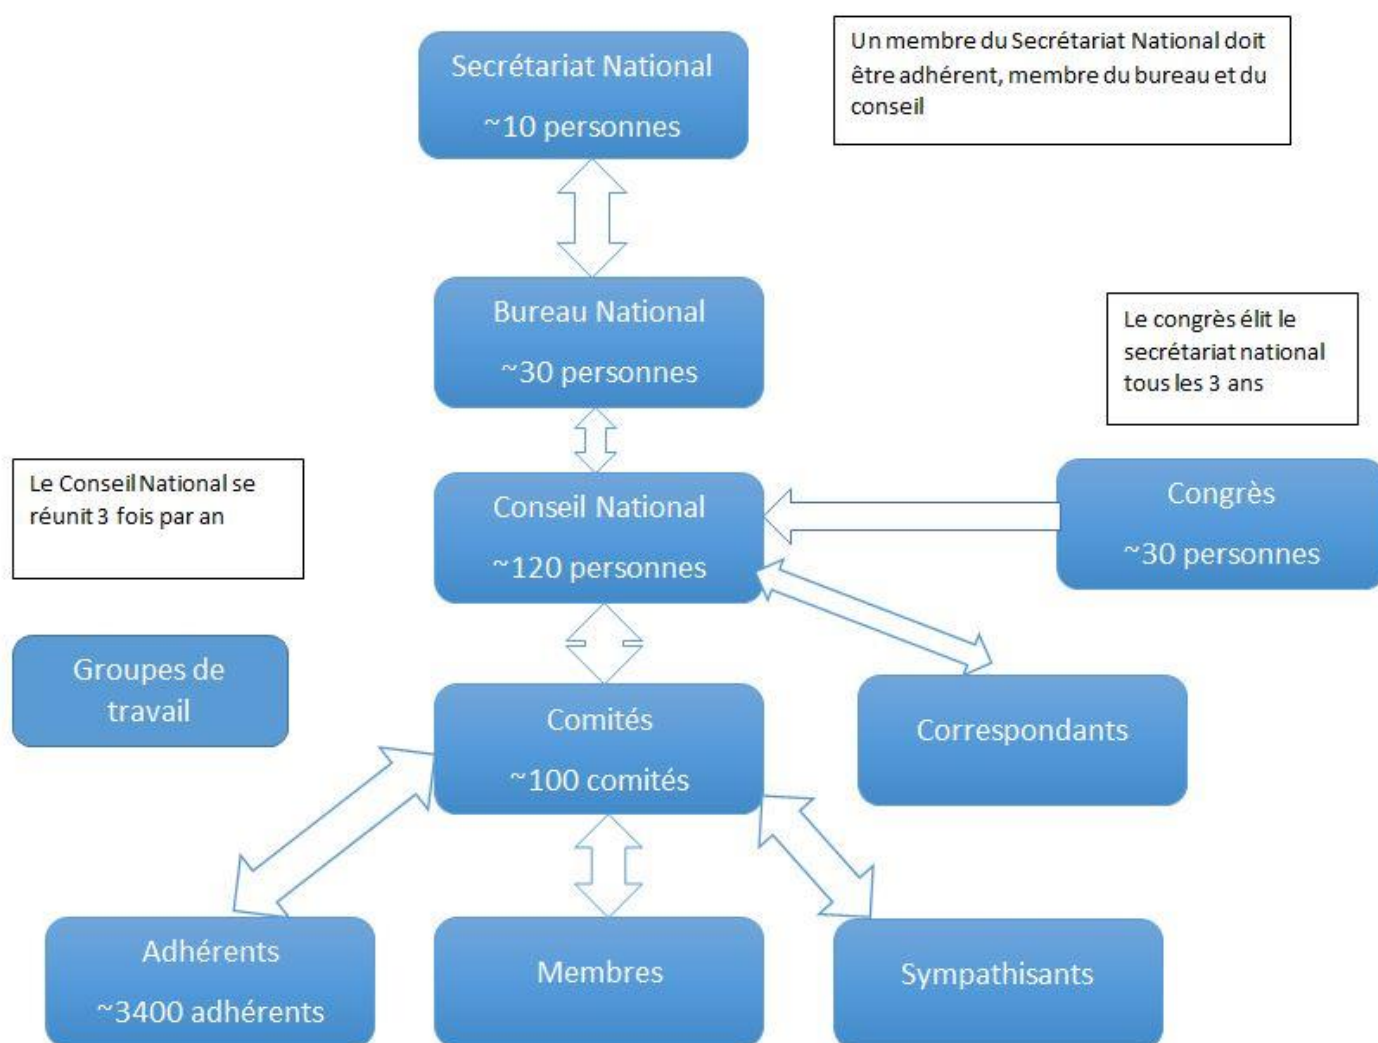 Secrétariat National
~10 personnes
Un membre du Secrétariat National doit
être adhérent, membre du bureau et du
conseil
Bureau National
~30 personnes
Le congrès élit le
secrétariat national
tous les 3 ans
Le Conseil National se
réunit 3 fois par an
Conseil National
~120 personnes
Congrès
~30 personnes
Groupes de
travail
Comités
~100 comités
Correspondants
Adhérents
~3400 adhérents
Membres
Sympathisants